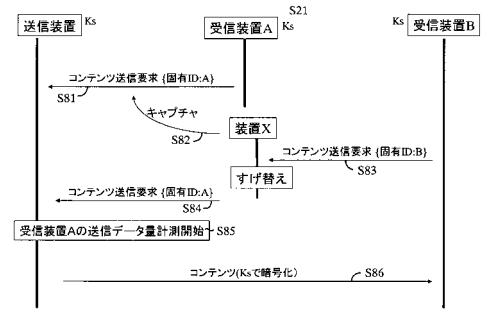 S21
送信装置 Ks
受信装置A Ks
Ks 受信装置B
コンテンツ送信要求 {固有ID:A}
S81
キャプチャ
S82
装置X
コンテンツ送信要求 {固有ID:B}
S83
すげ替え
コンテンツ送信要求 {固有ID:A}
S84
受信装置Aの送信データ量計測開始 S85
コンテンツ(Ksで暗号化) S86